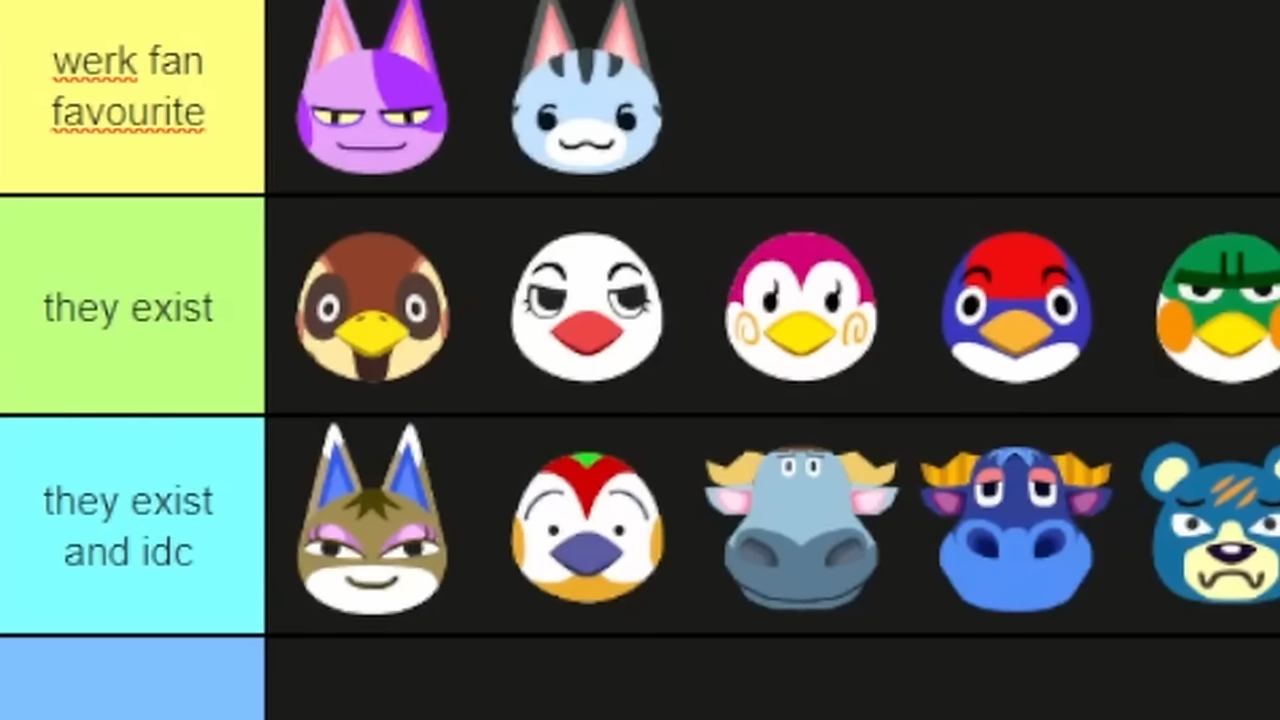 werk fan
favourite
they exist
they exist
and idc